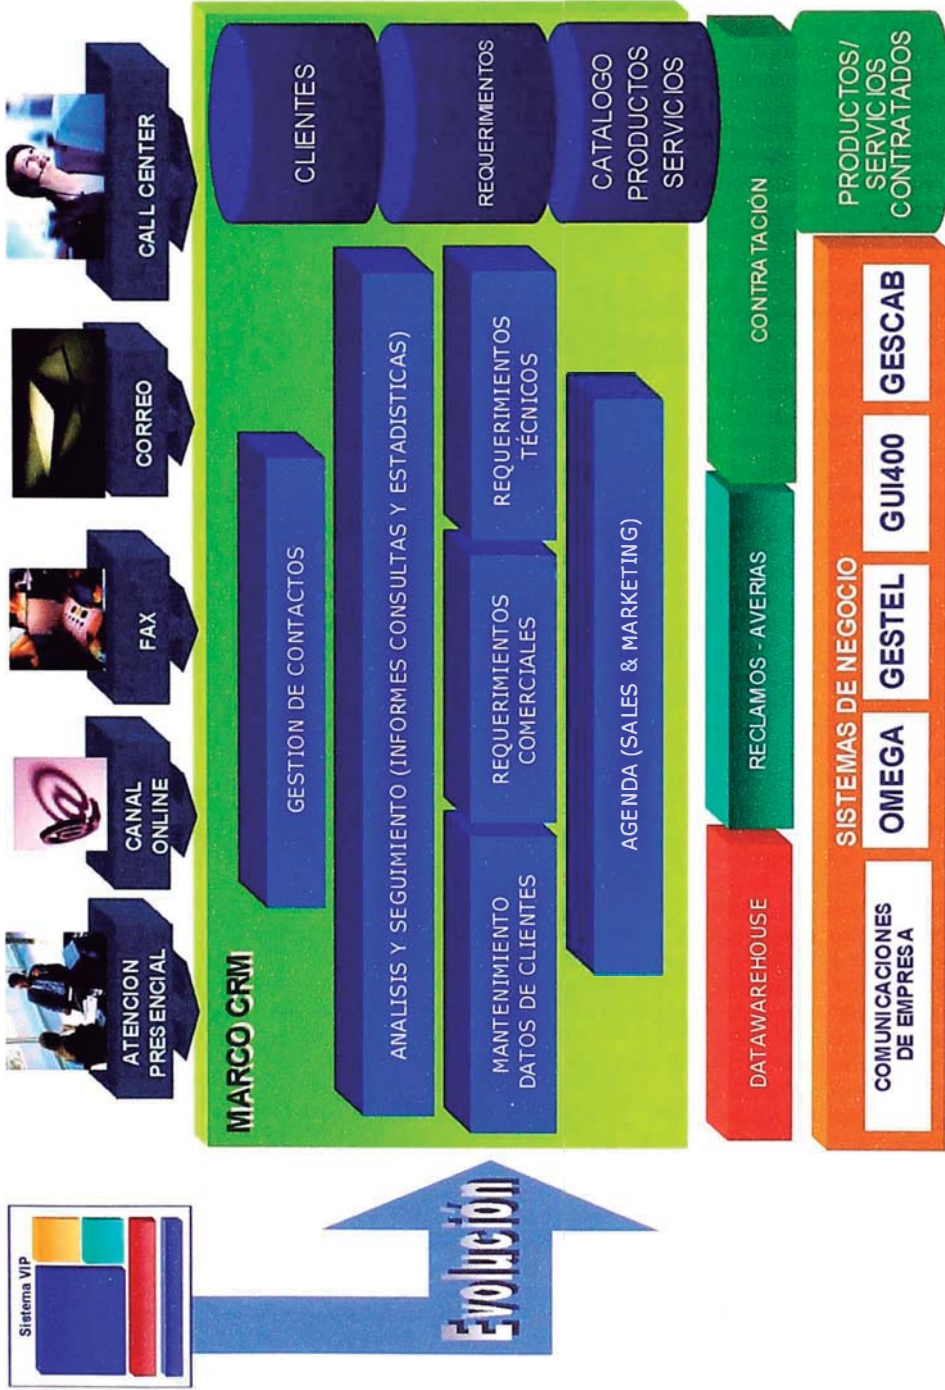 Sistema VIP
Evolución
ATENCION
PRESENCIAL
CANAL
ONLINE
FAX
CORREO
CALL CENTER
MARCO CRM
GESTION DE CONTACTOS
ANALISIS Y SEGUIMIENTO (INFORMES CONSULTAS Y ESTADISTICAS)
MANTENIMIENTO
DATOS DE CLIENTES
REQUERIMIENTOS
COMERCIALES
REQUERIMIENTOS
TÉCNICOS
AGENDA (SALES & MARKETING)
CLIENTES
REQUERIMIENTOS
CATALOGO
PRODUCTOS
SERVICIOS
DATAWAREHOUSE
RECLAMOS - AVERIAS
CONTRATACIÓN
SISTEMAS DE NEGOCIO
COMUNICACIONES
DE EMPRESA
OMEGA
GESTEL
GUI400
GESCAB
PRODUCTOS/
SERVICIOS
CONTRATADOS